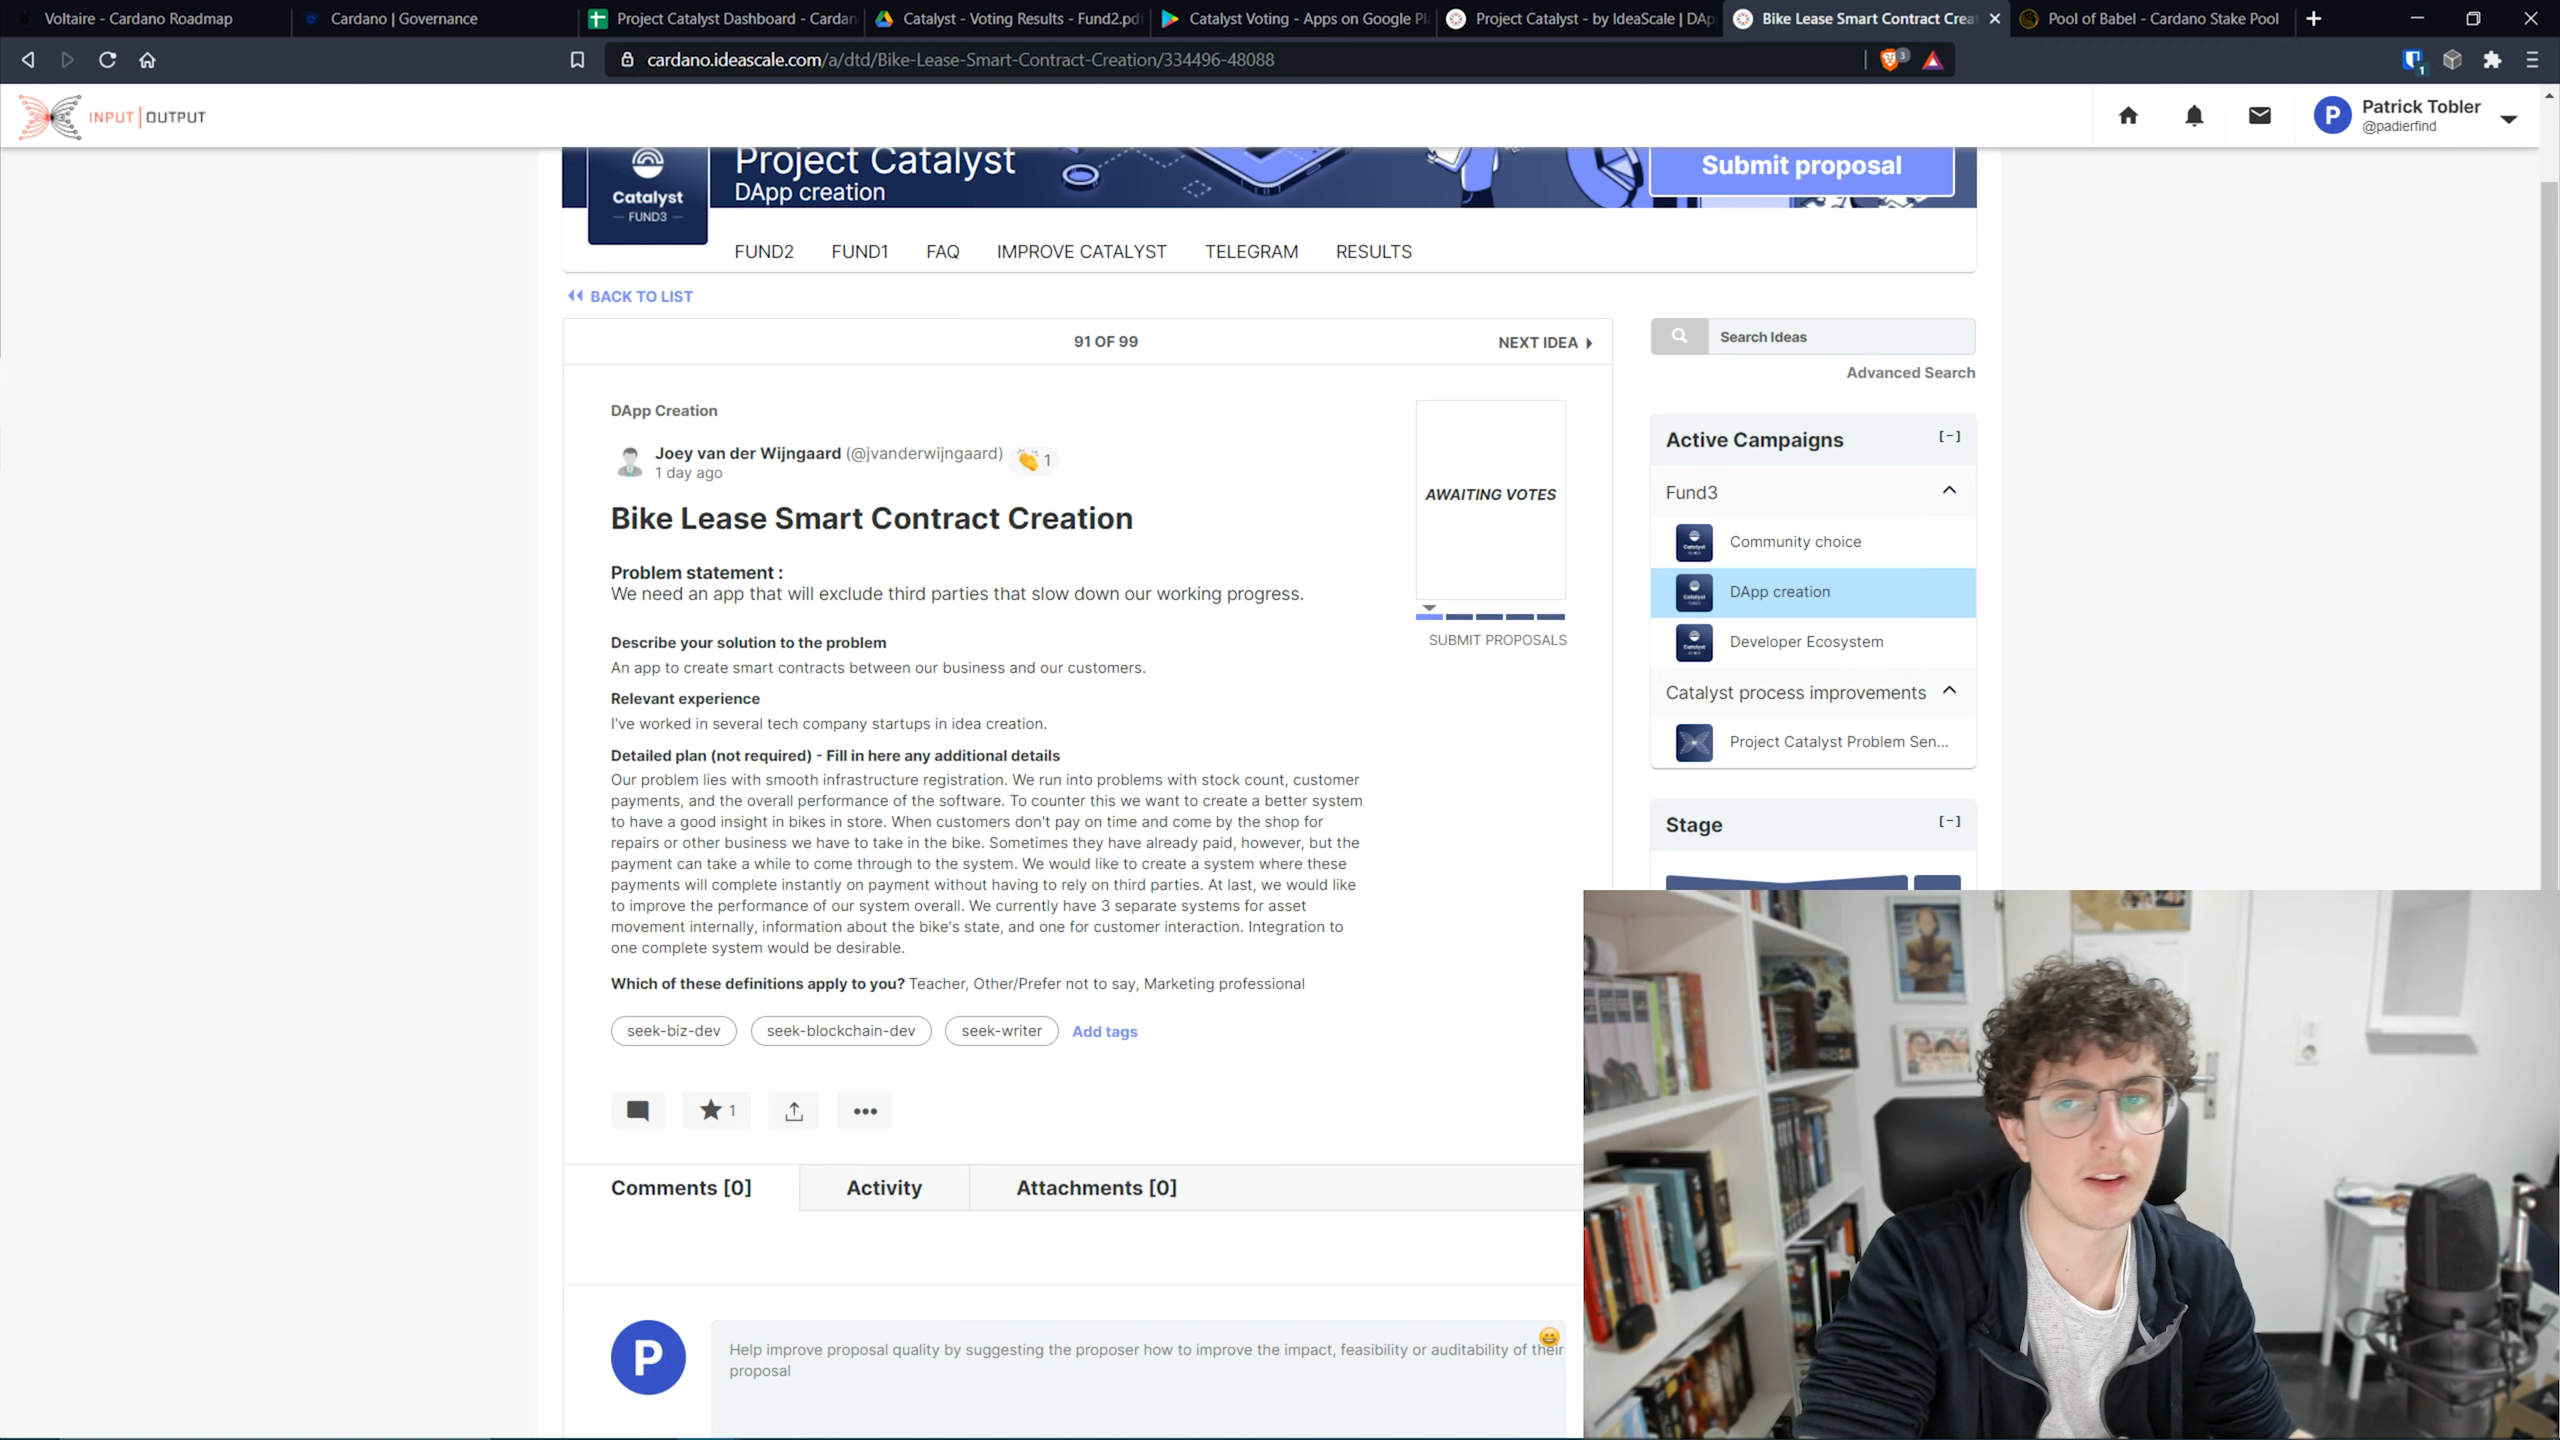 Voltaire - Cardano Roadmap
Cardano | Governance
Project Catalyst Dashboard - Cardan
Catalyst - Voting Results - Fund2.pdf
Catalyst Voting - Apps on Google Pl
Project Catalyst - by IdeaScale | DAp
Bike Lease Smart Contract Creat
Pool of Babel - Cardano Stake Pool
cardano.ideascale.com/a/dtd/Bike-Lease-Smart-Contract-Creation/334496-48088
3
1
INPUT | OUTPUT
P
Patrick Tobler
@padierfind
Catalyst
— FUND3 —
Project Catalyst
DApp creation
Submit proposal
FUND2 FUND1 FAQ IMPROVE CATALYST TELEGRAM RESULTS
BACK TO LIST
91 OF 99
NEXT IDEA
DApp Creation
Joey van der Wijngaard (@jvanderwijngaard) 👏 1
1 day ago
Bike Lease Smart Contract Creation
AWAITING VOTES
SUBMIT PROPOSALS
Problem statement :
We need an app that will exclude third parties that slow down our working progress.
Describe your solution to the problem
An app to create smart contracts between our business and our customers.
Relevant experience
I've worked in several tech company startups in idea creation.
Detailed plan (not required) - Fill in here any additional details
Our problem lies with smooth infrastructure registration. We run into problems with stock count, customer
payments, and the overall performance of the software. To counter this we want to create a better system
to have a good insight in bikes in store. When customers don't pay on time and come by the shop for
repairs or other business we have to take in the bike. Sometimes they have already paid, however, but the
payment can take a while to come through to the system. We would like to create a system where these
payments will complete instantly on payment without having to rely on third parties. At last, we would like
to improve the performance of our system overall. We currently have 3 separate systems for asset
movement internally, information about the bike's state, and one for customer interaction. Integration to
one complete system would be desirable.
Which of these definitions apply to you? Teacher, Other/Prefer not to say, Marketing professional
seek-biz-dev seek-blockchain-dev seek-writer Add tags
1
Comments [0] Activity Attachments [0]
P
Help improve proposal quality by suggesting the proposer how to improve the impact, feasibility or auditability of their
proposal
Search Ideas
Advanced Search
Active Campaigns [-]
Fund3
Community choice
DApp creation
Developer Ecosystem
Catalyst process improvements
Project Catalyst Problem Sen...
Stage [-]